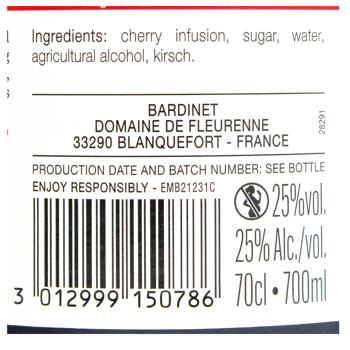 Ingredients: cherry infusion, sugar, water,
agricultural alcohol, kirsch.
BARDINET
DOMAINE DE FLEURENNE
33290 BLANQUEFORT - FRANCE
28291
PRODUCTION DATE AND BATCH NUMBER: SEE BOTTLE
ENJOY RESPONSIBLY - EMB21231C
25%vol.
25% Alc./vol.
70cl • 700ml
3 012999 150786